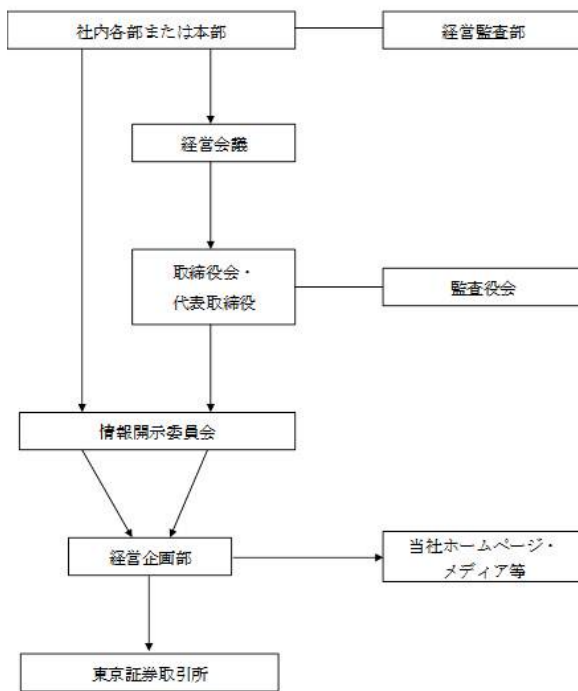 社内各部または本部
経営監査部
経営会議
取締役会・
代表取締役
監査役会
情報開示委員会
経営企画部
当社ホームページ・
メディア等
東京証券取引所